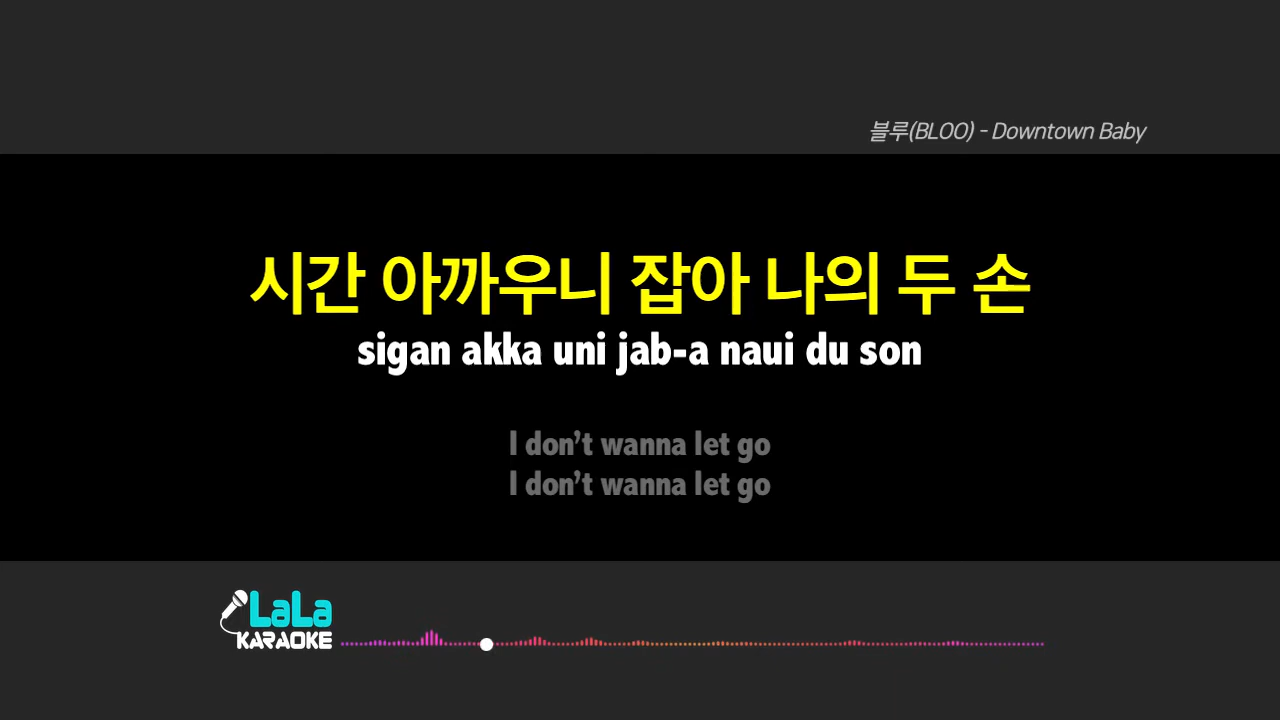 블루(BLOO) - Downtown Baby
시간 아까우니 잡아 나의 두 손
sigan akka uni jab-a naui du son
I don't wanna let go
I don't wanna let go
LaLa
KARAOKE